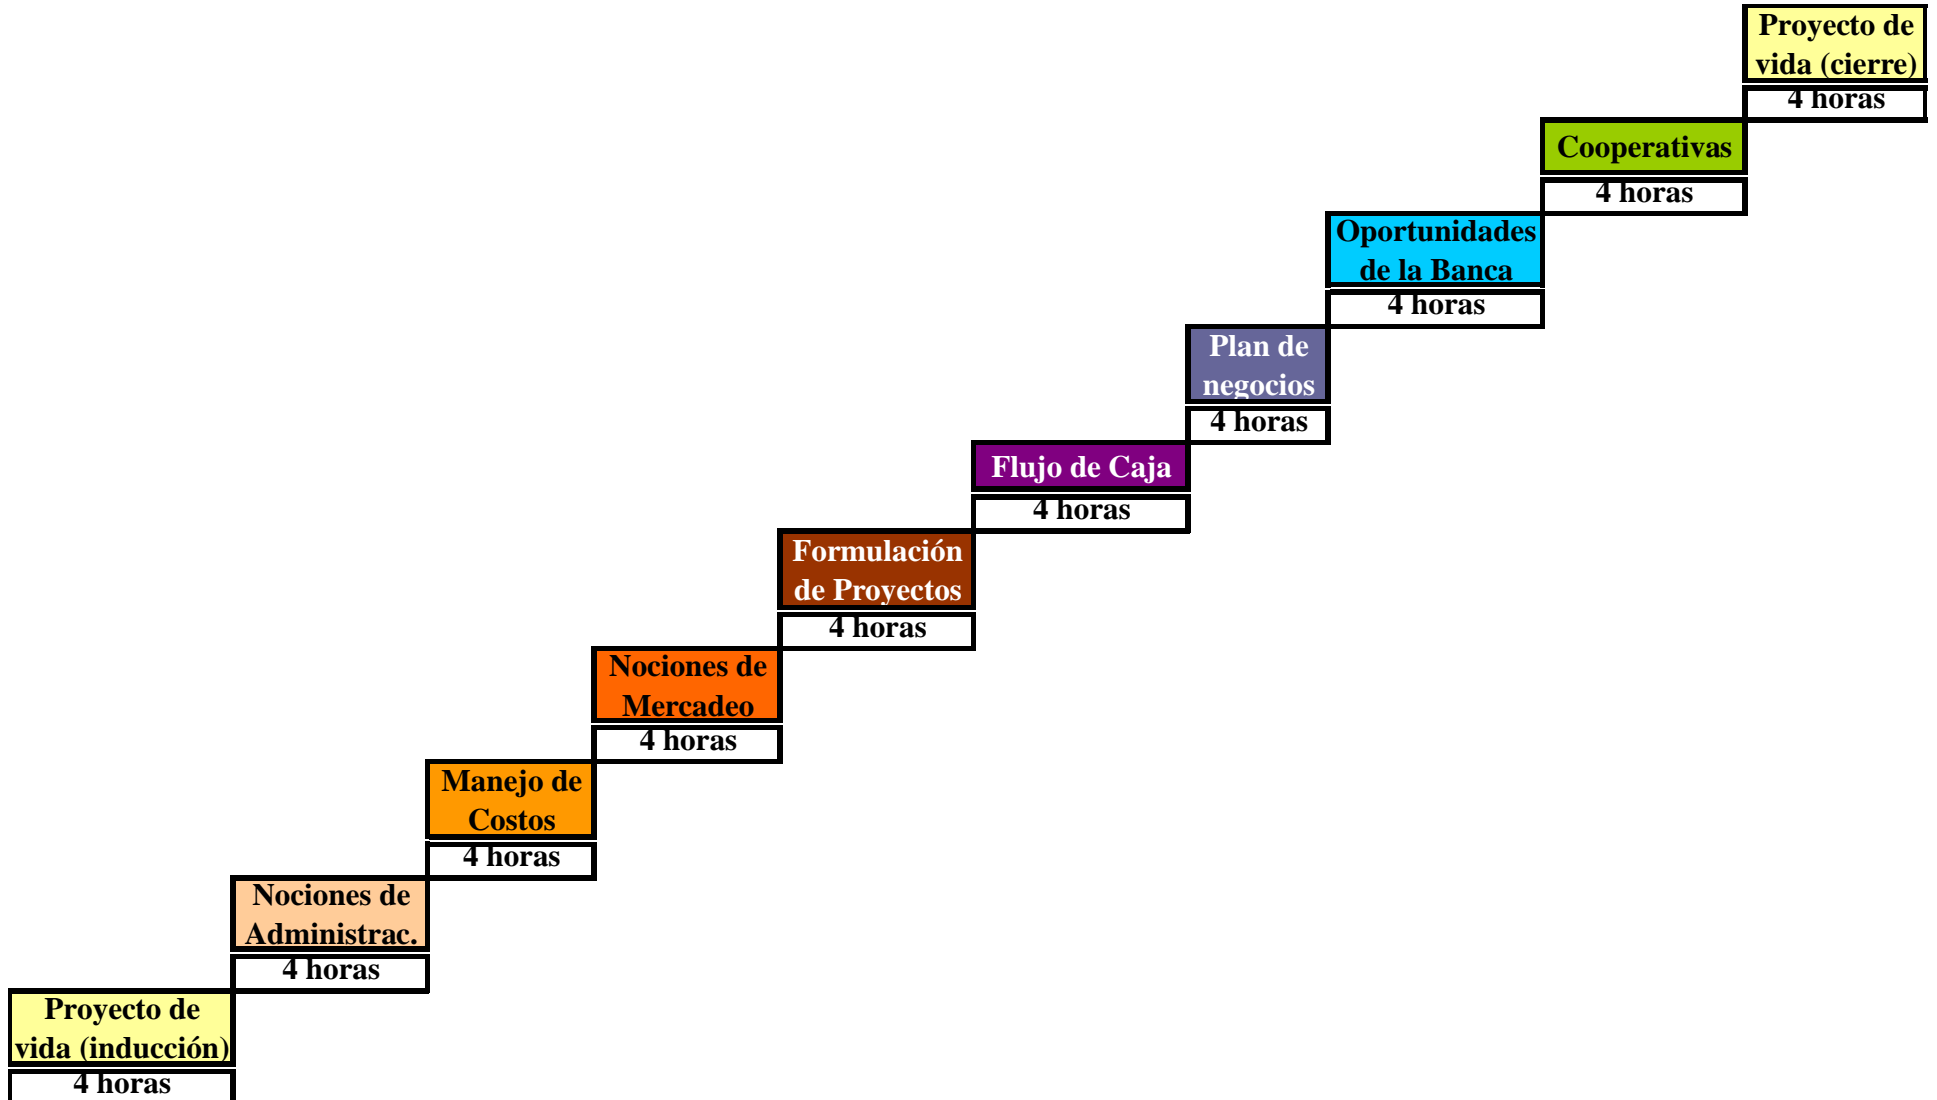 Proyecto de
vida (cierre)
4 horas
Cooperativas
4 horas
Oportunidades
de la Banca
4 horas
Plan de
negocios
4 horas
Flujo de Caja
4 horas
Formulación
de Proyectos
4 horas
Nociones de
Mercadeo
4 horas
Manejo de
Costos
4 horas
Nociones de
Administrac.
4 horas
Proyecto de
vida (inducción)
4 horas